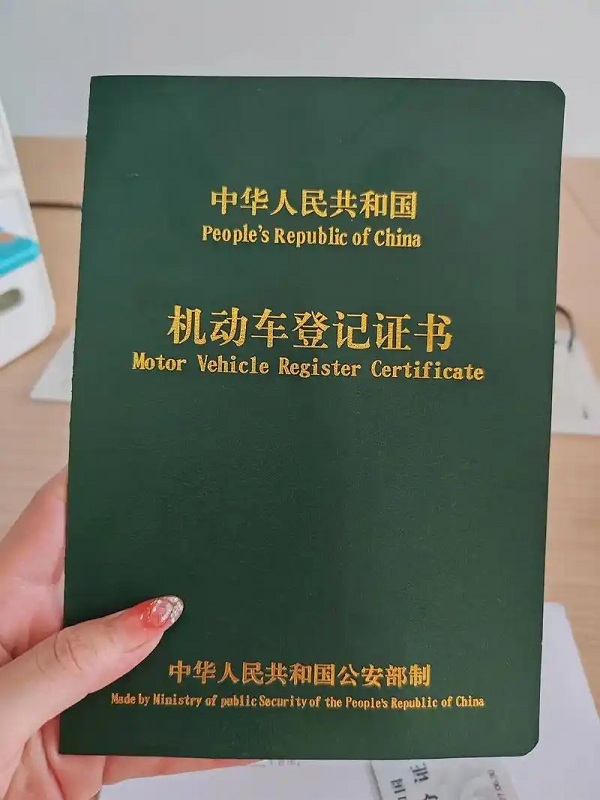 中华人民共和国
People's Republic of China
机动车登记证书
Motor Vehicle Register Certificate
中华人民共和国公安部制
Made by Ministry of public Security of the People's Republic of China